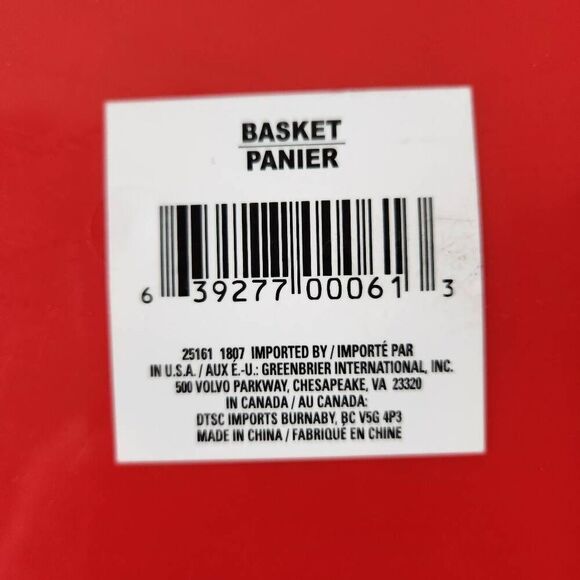 BASKET
PANIER
6 39277 00061 3
25161 1807 IMPORTED BY / IMPORTÉ PAR
IN U.S.A. / AUX É.-U.: GREENBRIER INTERNATIONAL, INC.
500 VOLVO PARKWAY, CHESAPEAKE, VA 23320
IN CANADA / AU CANADA:
DTSC IMPORTS BURNABY, BC V5G 4P3
MADE IN CHINA / FABRIQUÉ EN CHINE